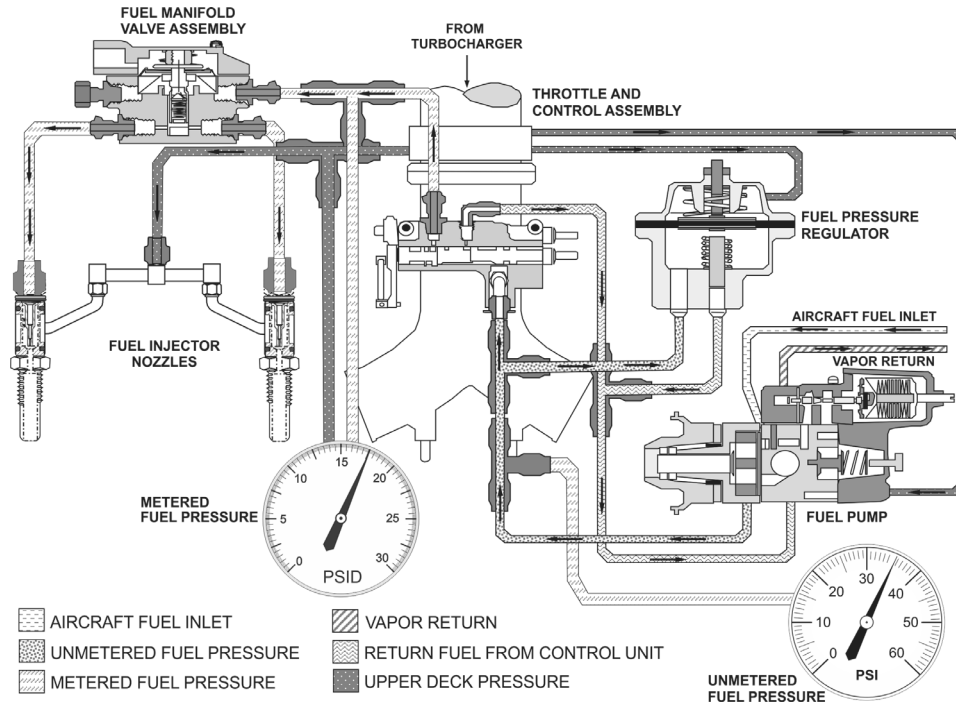 FUEL MANIFOLD
VALVE ASSEMBLY
FROM
TURBOCHARGER
THROTTLE AND
CONTROL ASSEMBLY
FUEL PRESSURE
REGULATOR
AIRCRAFT FUEL INLET
VAPOR RETURN
FUEL INJECTOR
NOZZLES
FUEL PUMP
METERED
FUEL PRESSURE
0
5
10
15
20
25
30
PSID
0
10
20
30
40
50
60
PSI
UNMETERED
FUEL PRESSURE
AIRCRAFT FUEL INLET
UNMETERED FUEL PRESSURE
METERED FUEL PRESSURE
VAPOR RETURN
RETURN FUEL FROM CONTROL UNIT
UPPER DECK PRESSURE